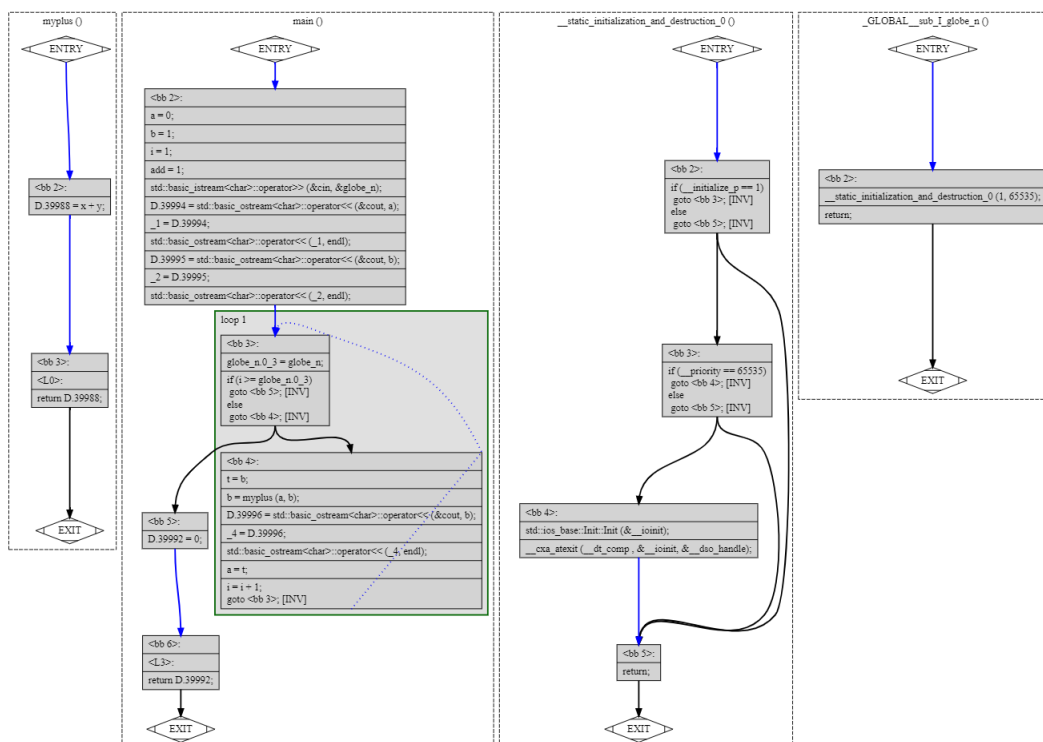 myplus ()
ENTRY
<bb 2>:
D.39988 = x + y;
<bb 3>:
<L0>:
return D.39988;
EXIT
main ()
ENTRY
<bb 2>:
a = 0;
b = 1;
i = 1;
add = 1;
std::basic_istream<char>::operator>> (&cin, &globe_n);
D.39994 = std::basic_ostream<char>::operator<< (&cout, a);
_1 = D.39994;
std::basic_ostream<char>::operator<< (_1, endl);
D.39995 = std::basic_ostream<char>::operator<< (&cout, b);
_2 = D.39995;
std::basic_ostream<char>::operator<< (_2, endl);
loop 1
<bb 3>:
globe_n.0_3 = globe_n;
if (i >= globe_n.0_3)
goto <bb 5>; [INV]
else
goto <bb 4>; [INV]
<bb 4>:
t = b;
b = myplus (a, b);
D.39996 = std::basic_ostream<char>::operator<< (&cout, b);
_4 = D.39996;
std::basic_ostream<char>::operator<< (_4, endl);
a = t;
i = i + 1;
goto <bb 3>; [INV]
<bb 5>:
D.39992 = 0;
<bb 6>:
<L3>:
return D.39992;
EXIT
__static_initialization_and_destruction_0 ()
ENTRY
<bb 2>:
if (__initialize_p == 1)
goto <bb 3>; [INV]
else
goto <bb 5>; [INV]
<bb 3>:
if (__priority == 65535)
goto <bb 4>; [INV]
else
goto <bb 5>; [INV]
<bb 4>:
std::ios_base::Init::Init (&__ioinit);
__cxa_atexit (__dt_comp , &__ioinit, &__dso_handle);
<bb 5>:
return;
EXIT
_GLOBAL__sub_I_globe_n ()
ENTRY
<bb 2>:
__static_initialization_and_destruction_0 (1, 65535);
return;
EXIT